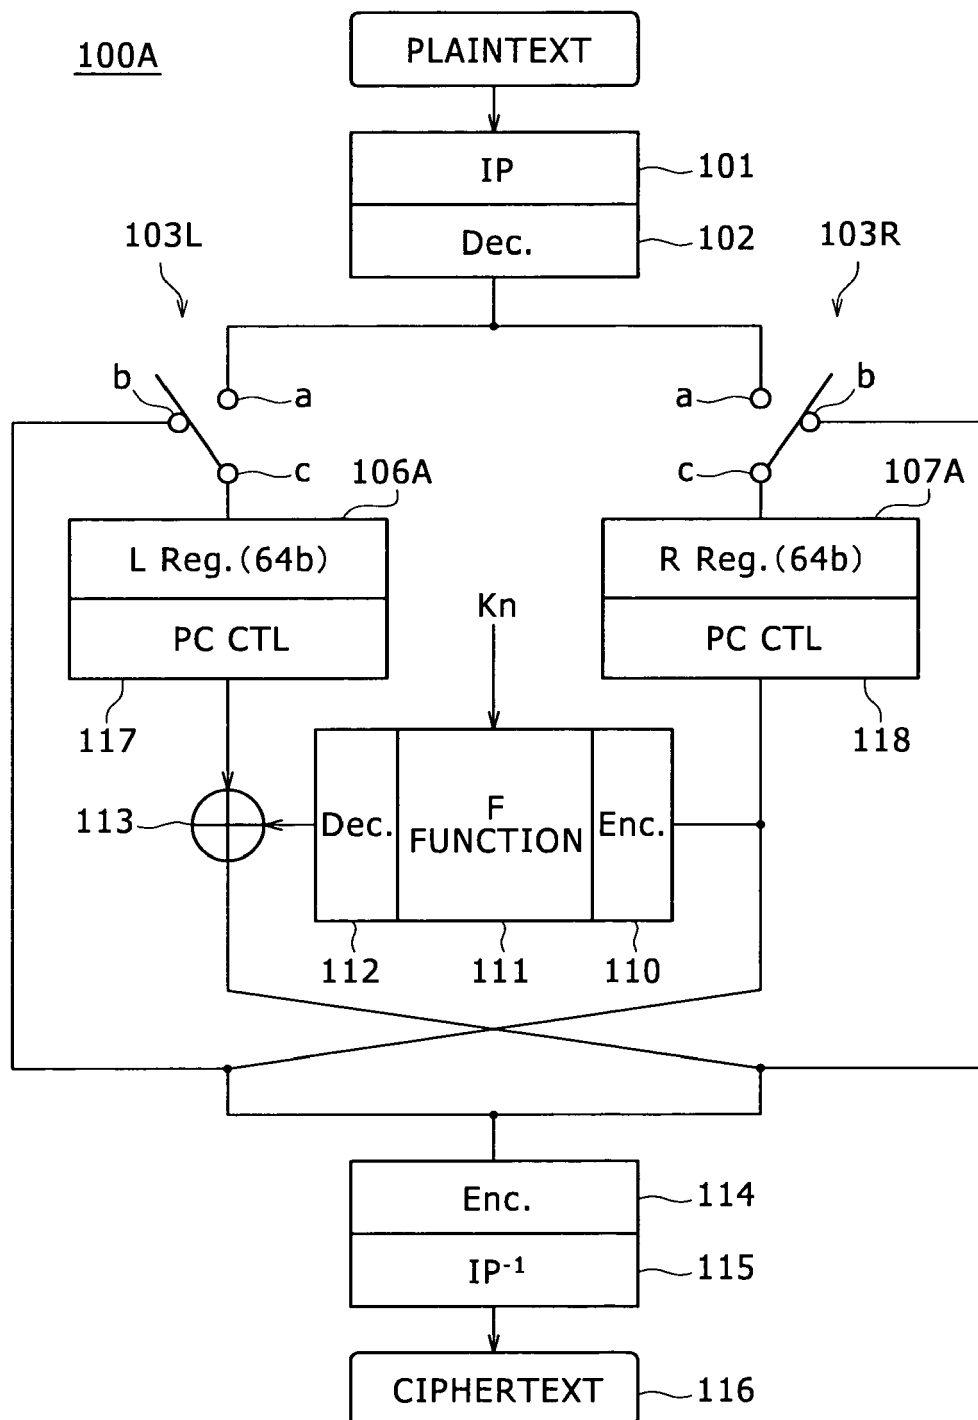 100A
PLAINTEXT
IP
101
Dec.
102
103L
103R
b
a
a
b
c
c
106A
107A
L Reg.(64b)
R Reg.(64b)
PC CTL
Kn
PC CTL
117
118
113
Dec.
F
FUNCTION
Enc.
112
111
110
Enc.
114
IP-1
115
CIPHERTEXT
116